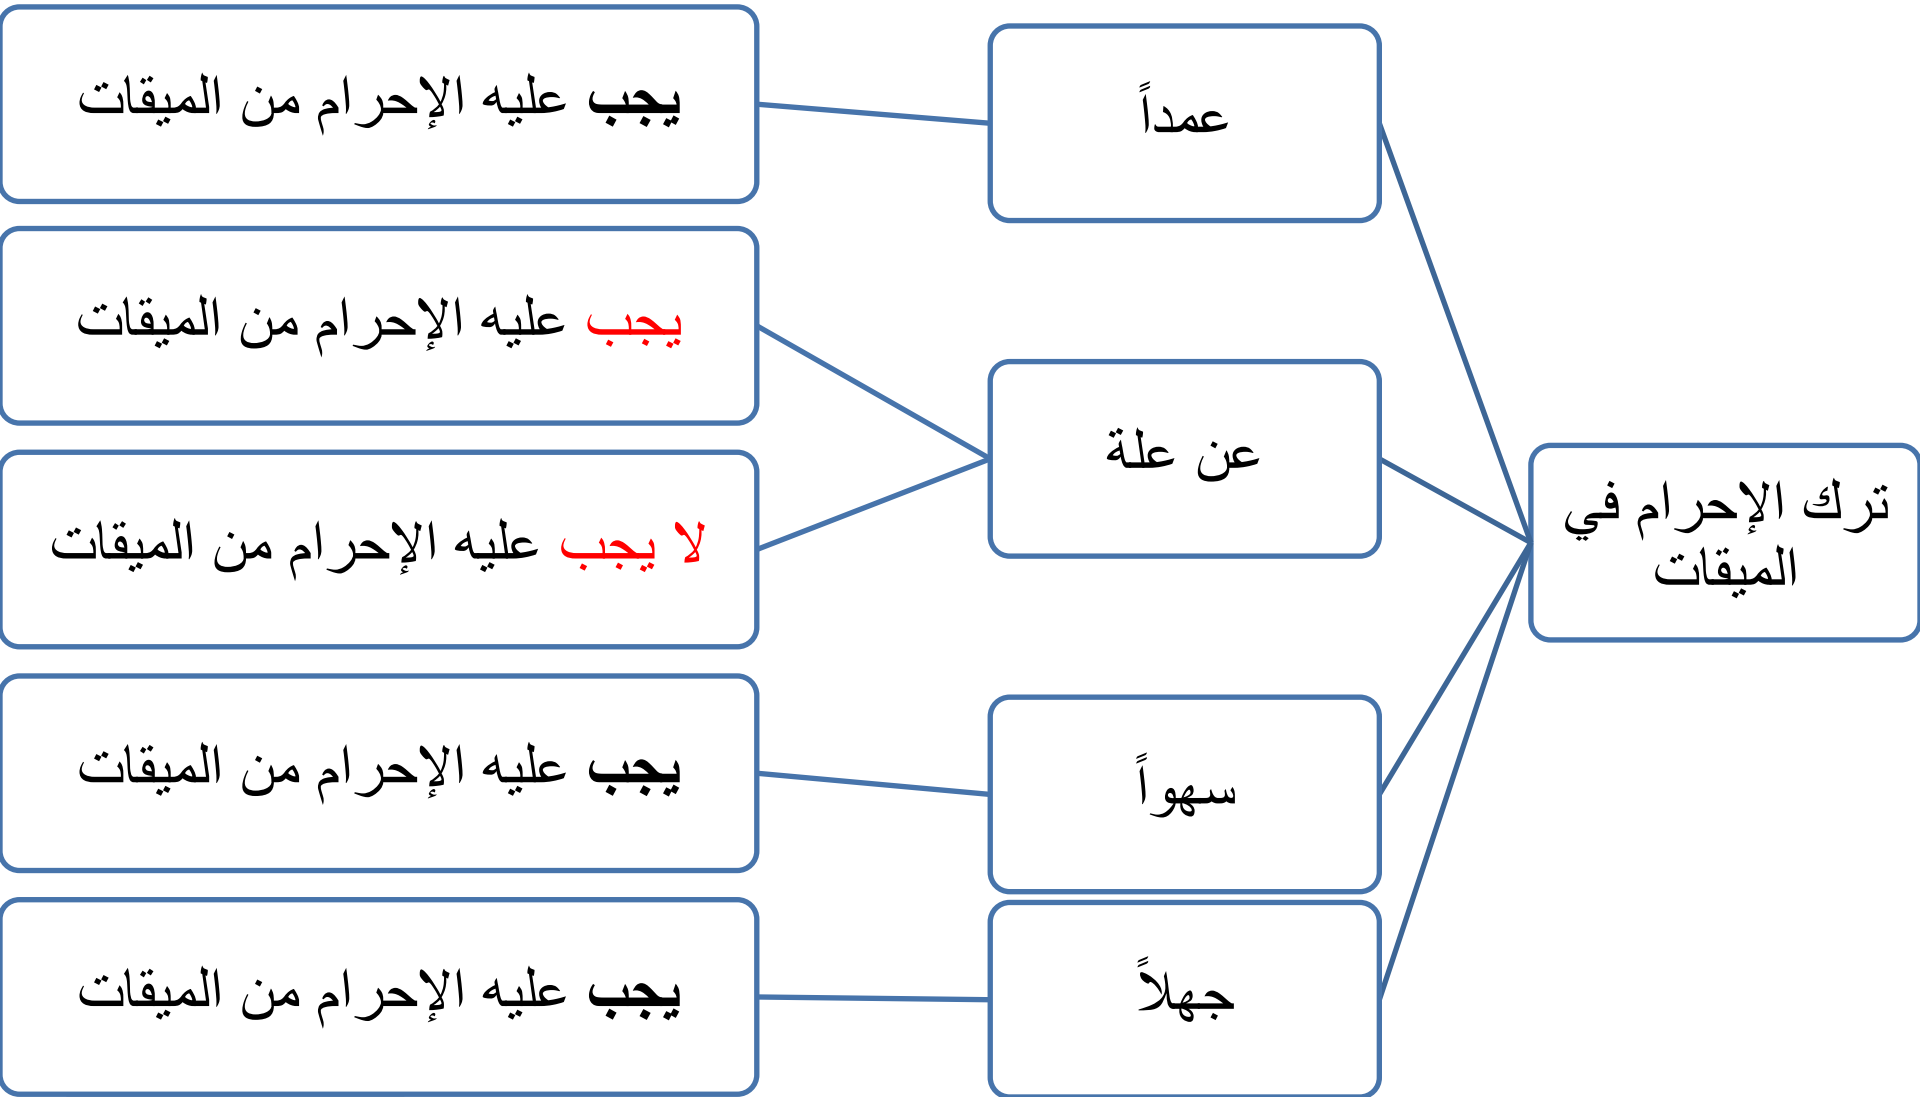 ترك الإحرام في
الميقات
عمداً
يجب عليه الإحرام من الميقات
عن علة
يجب عليه الإحرام من الميقات
لا يجب عليه الإحرام من الميقات
سهواً
يجب عليه الإحرام من الميقات
جهلاً
يجب عليه الإحرام من الميقات